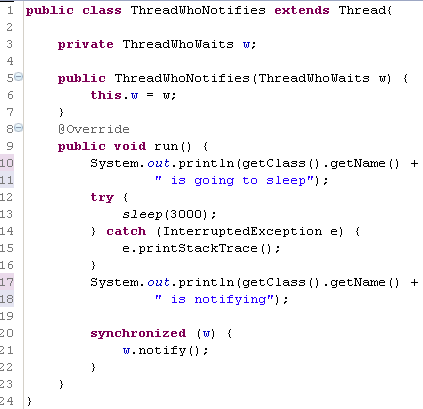 1 public class ThreadWhoNotifies extends Thread{
2
3     private ThreadWhoWaits w;
4
5     public ThreadWhoNotifies(ThreadWhoWaits w) {
6         this.w = w;
7     }
8     @Override
9     public void run() {
10         System.out.println(getClass().getName() +
11                 " is going to sleep");
12         try {
13             sleep(3000);
14         } catch (InterruptedException e) {
15             e.printStackTrace();
16         }
17         System.out.println(getClass().getName() +
18                 " is notifying");
19
20         synchronized (w) {
21             w.notify();
22         }
23     }
24 }